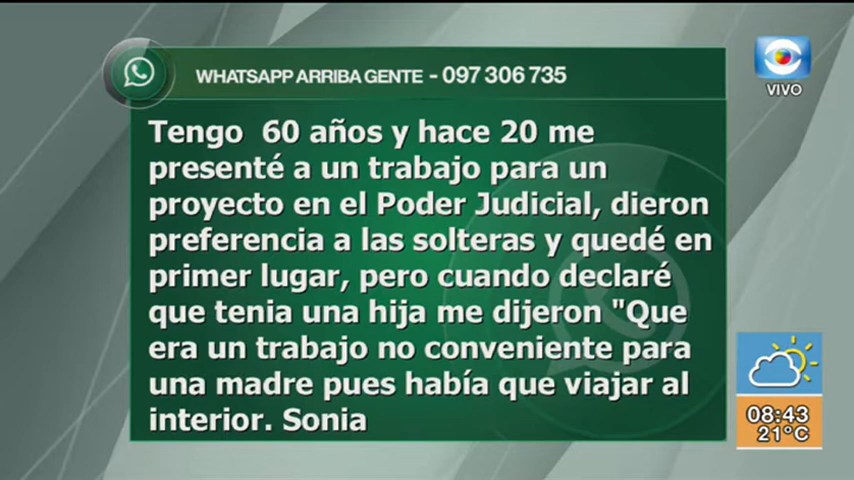 WHATSAPP ARRIBA GENTE - 097 306 735
VIVO
Tengo  60 años y hace 20 me
presenté a un trabajo para un
proyecto en el Poder Judicial, dieron
preferencia a las solteras y quedé en
primer lugar, pero cuando declaré
que tenia una hija me dijeron "Que
era un trabajo no conveniente para
una madre pues había que viajar al
interior. Sonia
08:43
21°C